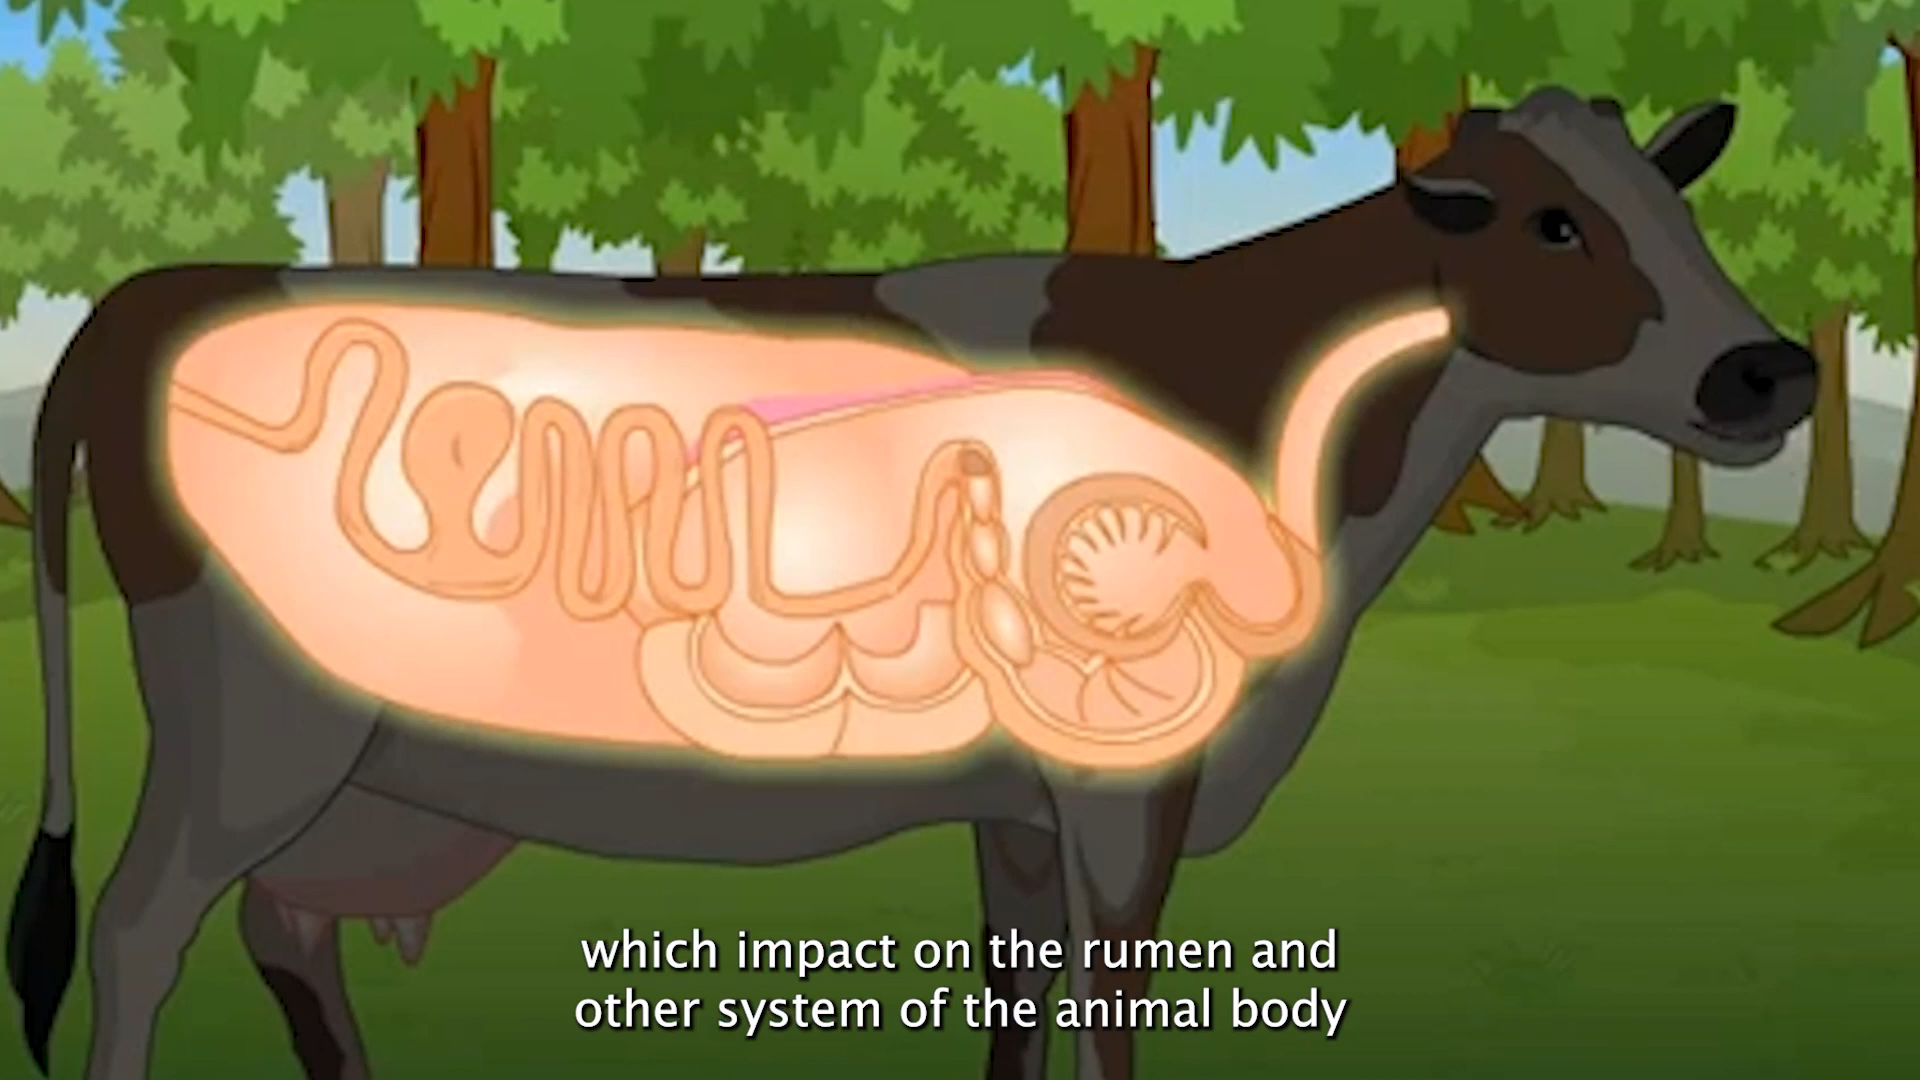 which impact on the rumen and
other system of the animal body